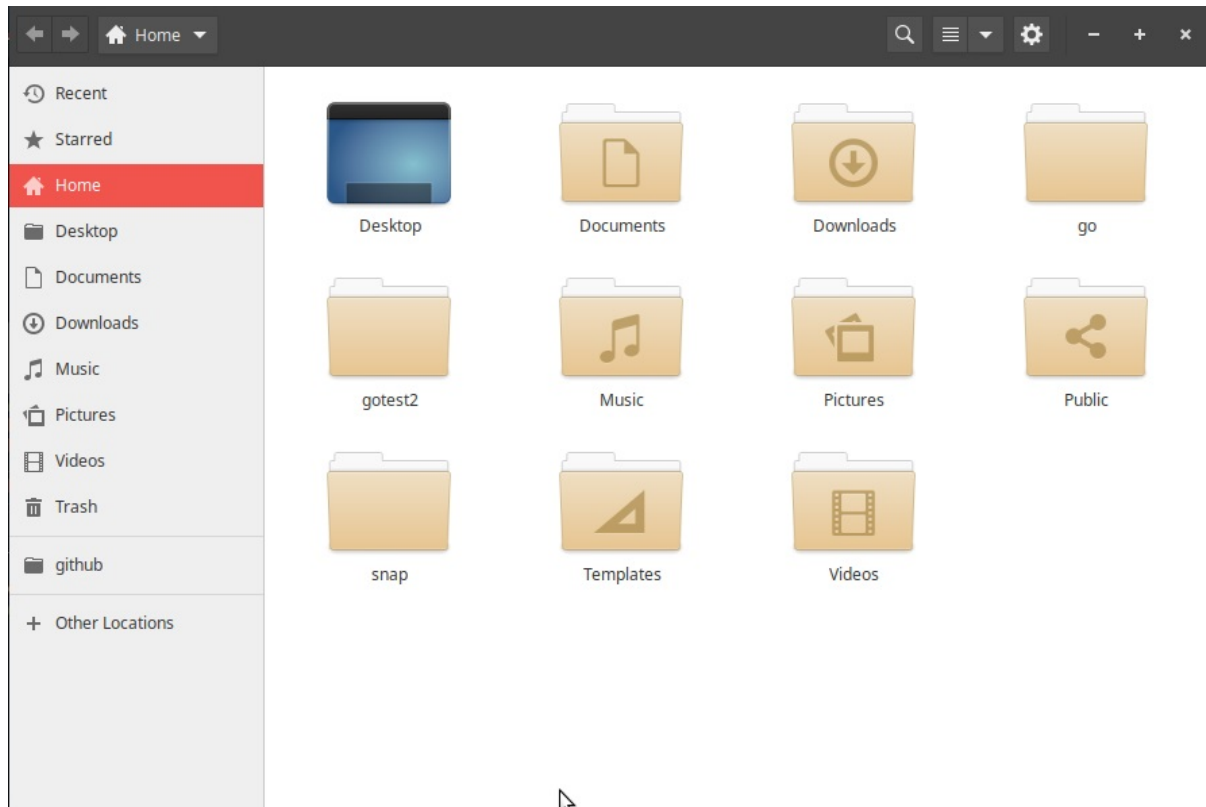 Home
Recent
Starred
Home
Desktop
Documents
Downloads
Music
Pictures
Videos
Trash
github
Other Locations
Desktop Documents Downloads go
gotest2 Music Pictures Public
snap Templates Videos